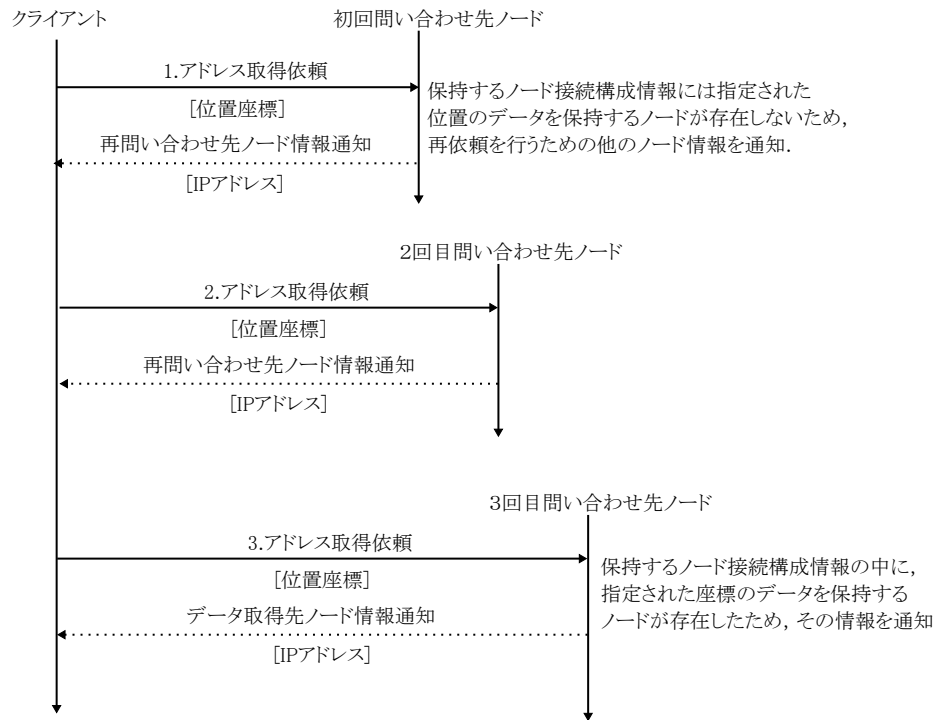 クライアント
初回問い合わせ先ノード
1.アドレス取得依頼
[位置座標]
保持するノード接続構成情報には指定された
位置のデータを保持するノードが存在しないため,
再依頼を行うための他のノード情報を通知.
再問い合わせ先ノード情報通知
[IPアドレス]
２回目問い合わせ先ノード
2.アドレス取得依頼
[位置座標]
再問い合わせ先ノード情報通知
[IPアドレス]
３回目問い合わせ先ノード
3.アドレス取得依頼
[位置座標]
保持するノード接続構成情報の中に,
指定された座標のデータを保持する
ノードが存在したため, その情報を通知
データ取得先ノード情報通知
[IPアドレス]